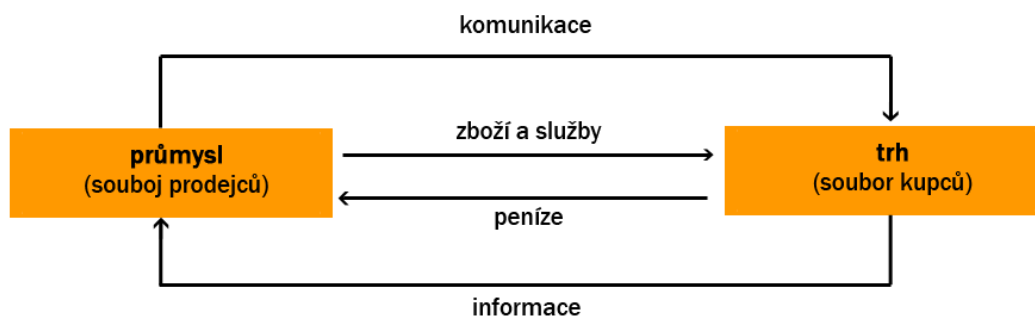 komunikace
průmysl
(souboj prodejců)
zboží a služby
peníze
trh
(soubor kupců)
informace